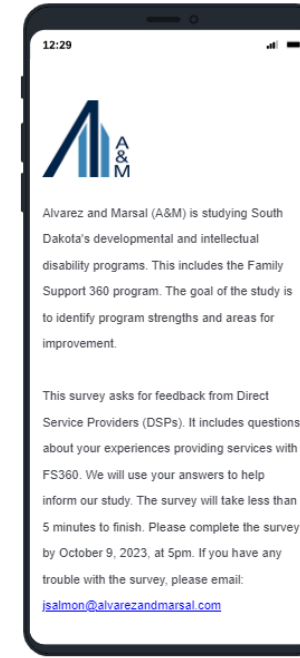 12:29
A
&
M
Alvarez and Marsal (A&M) is studying South
Dakota's developmental and intellectual
disability programs. This includes the Family
Support 360 program. The goal of the study is
to identify program strengths and areas for
improvement.
This survey asks for feedback from Direct
Service Providers (DSPs). It includes questions
about your experiences providing services with
FS360. We will use your answers to help
inform our study. The survey will take less than
5 minutes to finish. Please complete the survey
by October 9, 2023, at 5pm. If you have any
trouble with the survey, please email:
jsalmon@alvarezandmarsal.com